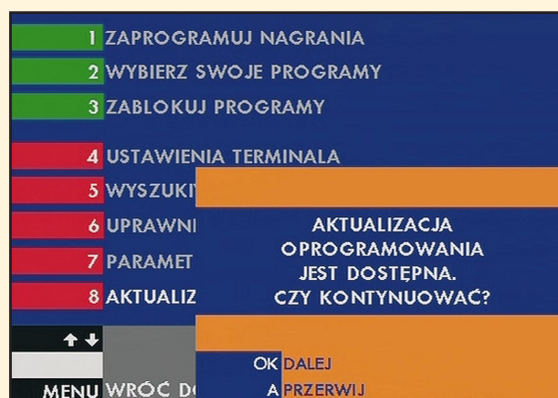 1 ZAPROGRAMUJ NAGRANIA
2 WYBIERZ SWOJE PROGRAMY
3 ZABLOKUJ PROGRAMY
4 USTAWIENIA TERMINALA
5 WYSZUKI
6 UPRAWNI
7 PARAMET
8 AKTUALIZ
AKTUALIZACJA
OPROGRAMOWANIA
JEST DOSTĘPNA.
CZY KONTYNUOWAĆ?
OK DALEJ
MENU WRÓĆ DO
A PRZERWIJ